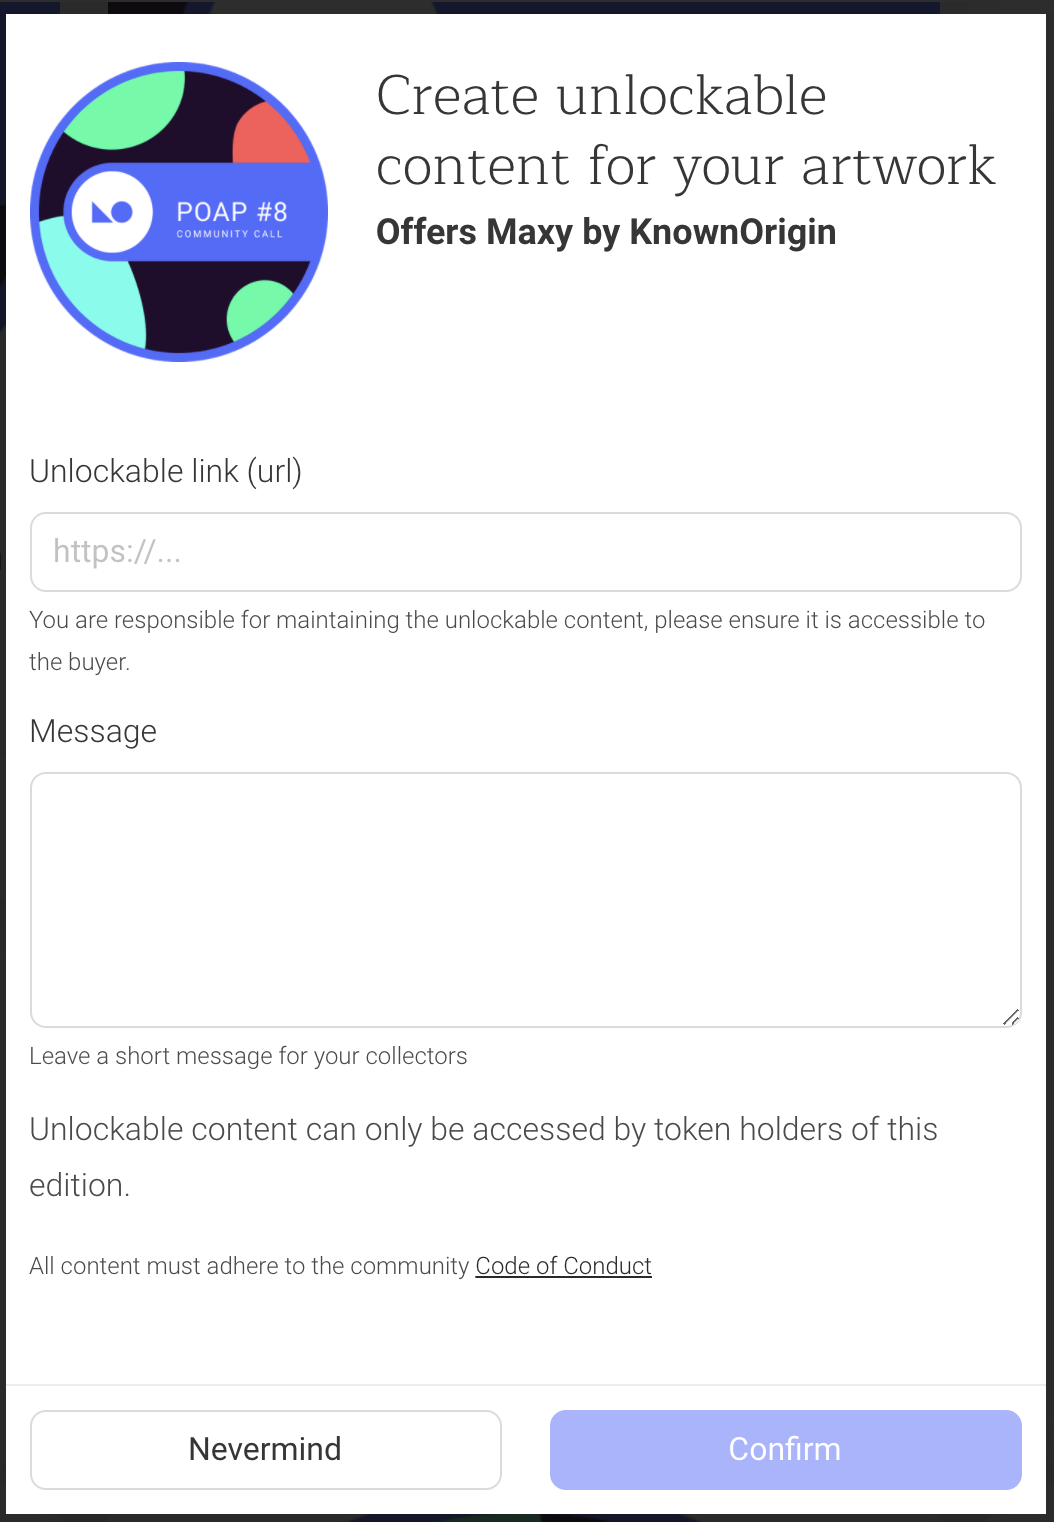 POAP #8
COMMUNITY CALL
Create unlockable
content for your artwork
Offers Maxy by KnownOrigin
Unlockable link (url)
https://...
You are responsible for maintaining the unlockable content, please ensure it is accessible to
the buyer.
Message
Leave a short message for your collectors
Unlockable content can only be accessed by token holders of this
edition.
All content must adhere to the community Code of Conduct
Nevermind
Confirm